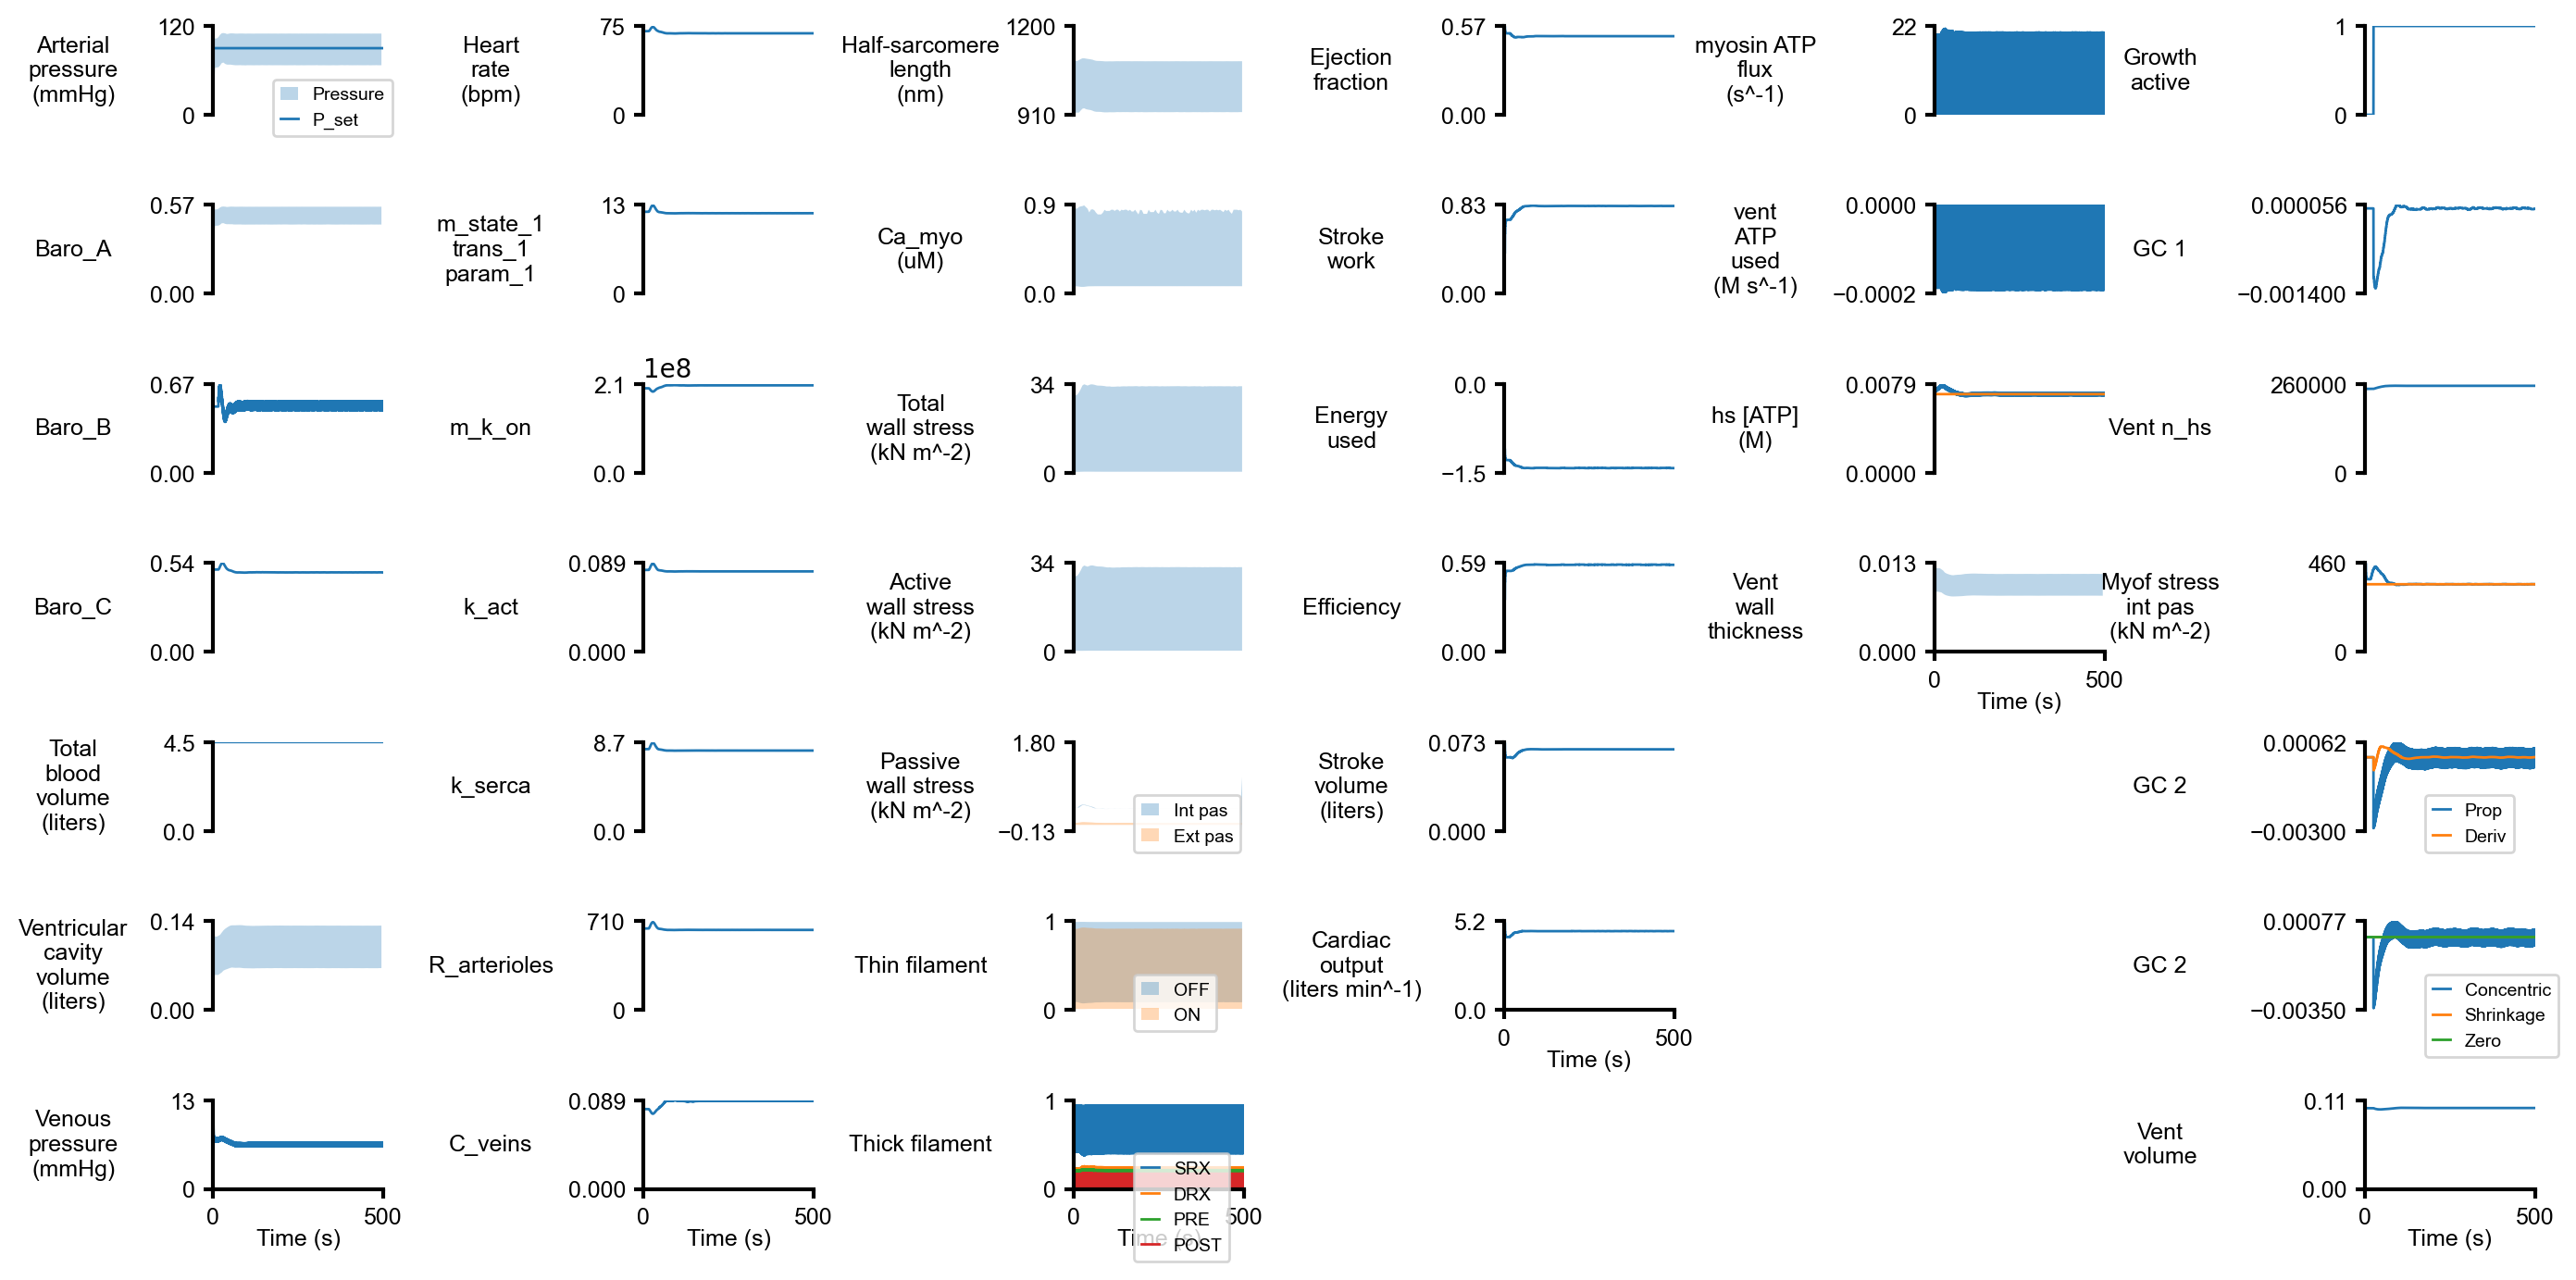 Arterial
pressure
(mmHg)
120
0
Pressure
P_set
Heart
rate
(bpm)
75
0
Half-sarcomere
length
(nm)
1200
910
Ejection
fraction
0.57
0.00
myosin ATP
flux
(s^-1)
22
0
Growth
active
1
0
Baro_A
0.57
0.00
m_state_1
trans_1
param_1
13
0
Ca_myo
(uM)
0.9
0.0
Stroke
work
0.83
0.00
vent
ATP
used
(M s^-1)
0.0000
−0.0002
GC 1
0.000056
−0.001400
Baro_B
0.67
0.00
m_k_on
1e8
2.1
0.0
Total
wall stress
(kN m^-2)
34
0
Energy
used
0.0
−1.5
hs [ATP]
(M)
0.0079
0.0000
Vent n_hs
260000
0
Baro_C
0.54
0.00
k_act
0.089
0.000
Active
wall stress
(kN m^-2)
34
0
Efficiency
0.59
0.00
Vent
wall
thickness
0.013
0.000
0
500
Time (s)
Myof stress
int pas
(kN m^-2)
460
0
Total
blood
volume
(liters)
4.5
0.0
k_serca
8.7
0.0
Passive
wall stress
(kN m^-2)
1.80
−0.13
Int pas
Ext pas
Stroke
volume
(liters)
0.073
0.000
GC 2
0.00062
−0.00300
Prop
Deriv
Ventricular
cavity
volume
(liters)
0.14
0.00
R_arterioles
710
0
Thin filament
1
0
OFF
ON
Cardiac
output
(liters min^-1)
5.2
0.0
0
500
Time (s)
GC 2
0.00077
−0.00350
Concentric
Shrinkage
Zero
Venous
pressure
(mmHg)
13
0
0
500
Time (s)
C_veins
0.089
0.000
0
500
Time (s)
Thick filament
1
0
0
500
Time (s)
SRX
DRX
PRE
POST
Vent
volume
0.11
0.00
0
500
Time (s)